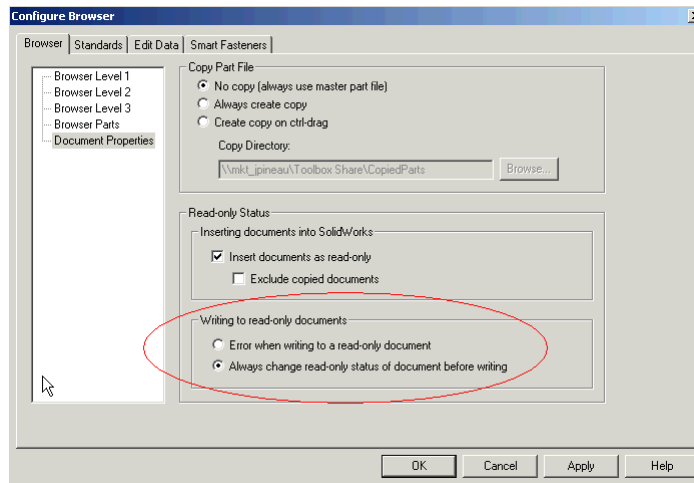 Configure Browser
Browser Standards Edit Data Smart Fasteners
Browser Level 1
Browser Level 2
Browser Level 3
Browser Parts
Document Properties
Copy Part File
No copy (always use master part file)
Always create copy
Create copy on ctrl-drag
Copy Directory:
\\mkt_jpineau\Toolbox Share\CopiedParts
Browse...
Read-only Status
Inserting documents into SolidWorks
Insert documents as read-only
Exclude copied documents
Writing to read-only documents
Error when writing to a read-only document
Always change read-only status of document before writing
OK Cancel Apply Help